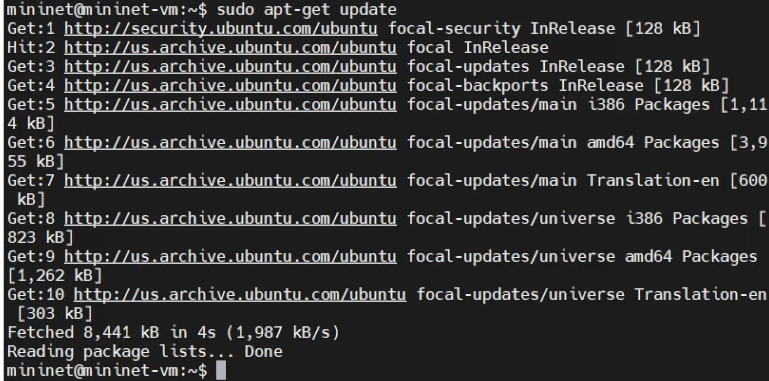 mininet@mininet-vm:~$ sudo apt-get update
Get:1 http://security.ubuntu.com/ubuntu focal-security InRelease [128 kB]
Hit:2 http://us.archive.ubuntu.com/ubuntu focal InRelease
Get:3 http://us.archive.ubuntu.com/ubuntu focal-updates InRelease [128 kB]
Get:4 http://us.archive.ubuntu.com/ubuntu focal-backports InRelease [128 kB]
Get:5 http://us.archive.ubuntu.com/ubuntu focal-updates/main i386 Packages [1,11
4 kB]
Get:6 http://us.archive.ubuntu.com/ubuntu focal-updates/main amd64 Packages [3,9
55 kB]
Get:7 http://us.archive.ubuntu.com/ubuntu focal-updates/main Translation-en [600
 kB]
Get:8 http://us.archive.ubuntu.com/ubuntu focal-updates/universe i386 Packages [
823 kB]
Get:9 http://us.archive.ubuntu.com/ubuntu focal-updates/universe amd64 Packages
[1,262 kB]
Get:10 http://us.archive.ubuntu.com/ubuntu focal-updates/universe Translation-en
 [303 kB]
Fetched 8,441 kB in 4s (1,987 kB/s)
Reading package lists... Done
mininet@mininet-vm:~$